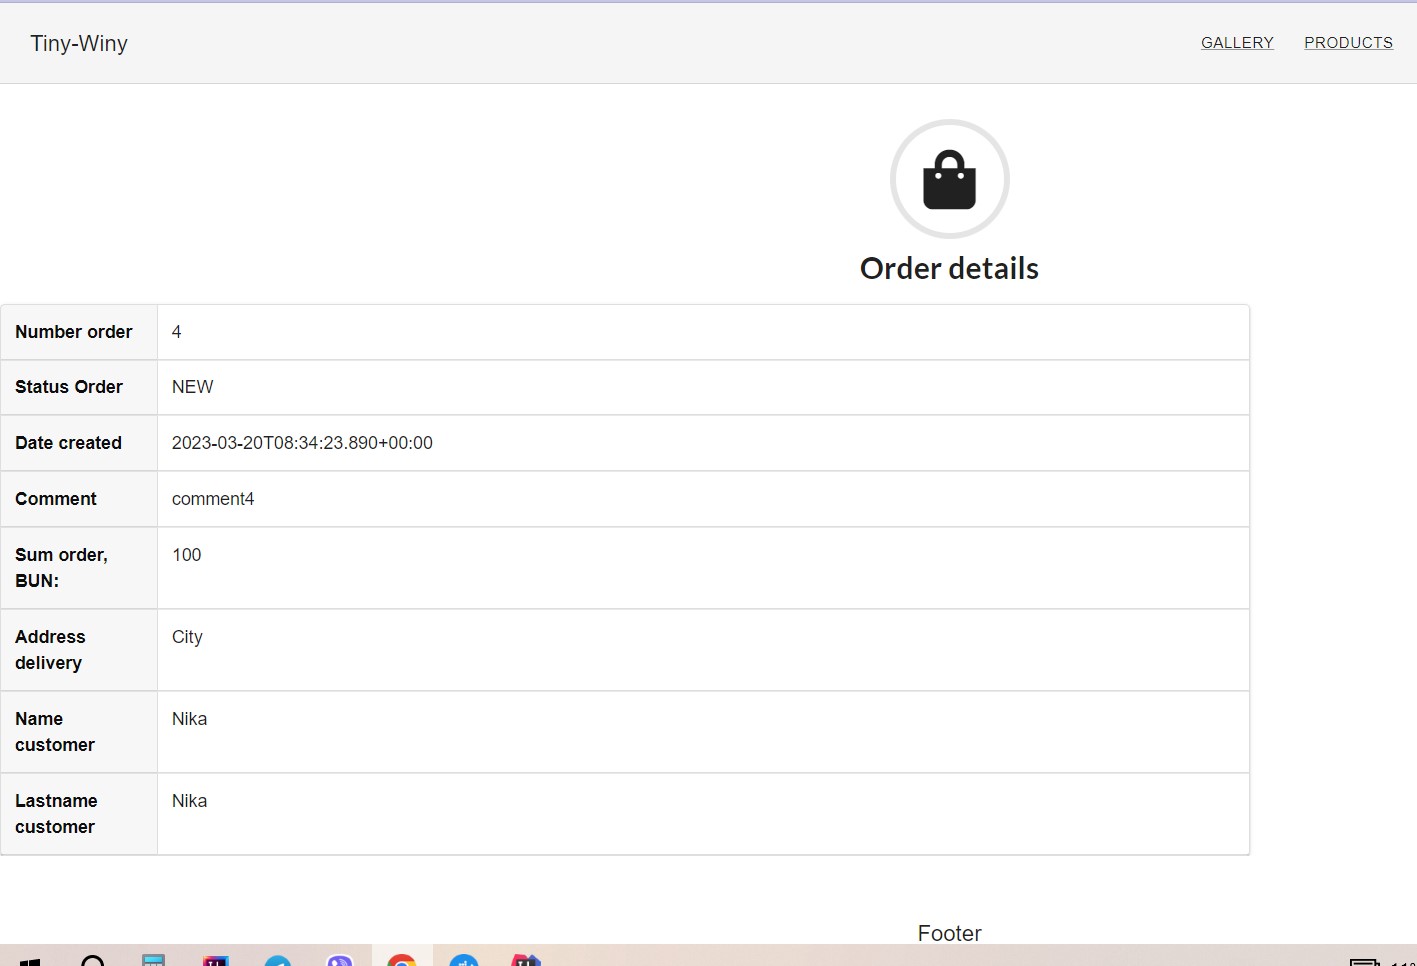 Tiny-Winy
GALLERY PRODUCTS
Order details
Number order 4
Status Order NEW
Date created 2023-03-20T08:34:23.890+00:00
Comment comment4
Sum order, 100
BUN:
Address City
delivery
Name Nika
customer
Lastname Nika
customer
Footer